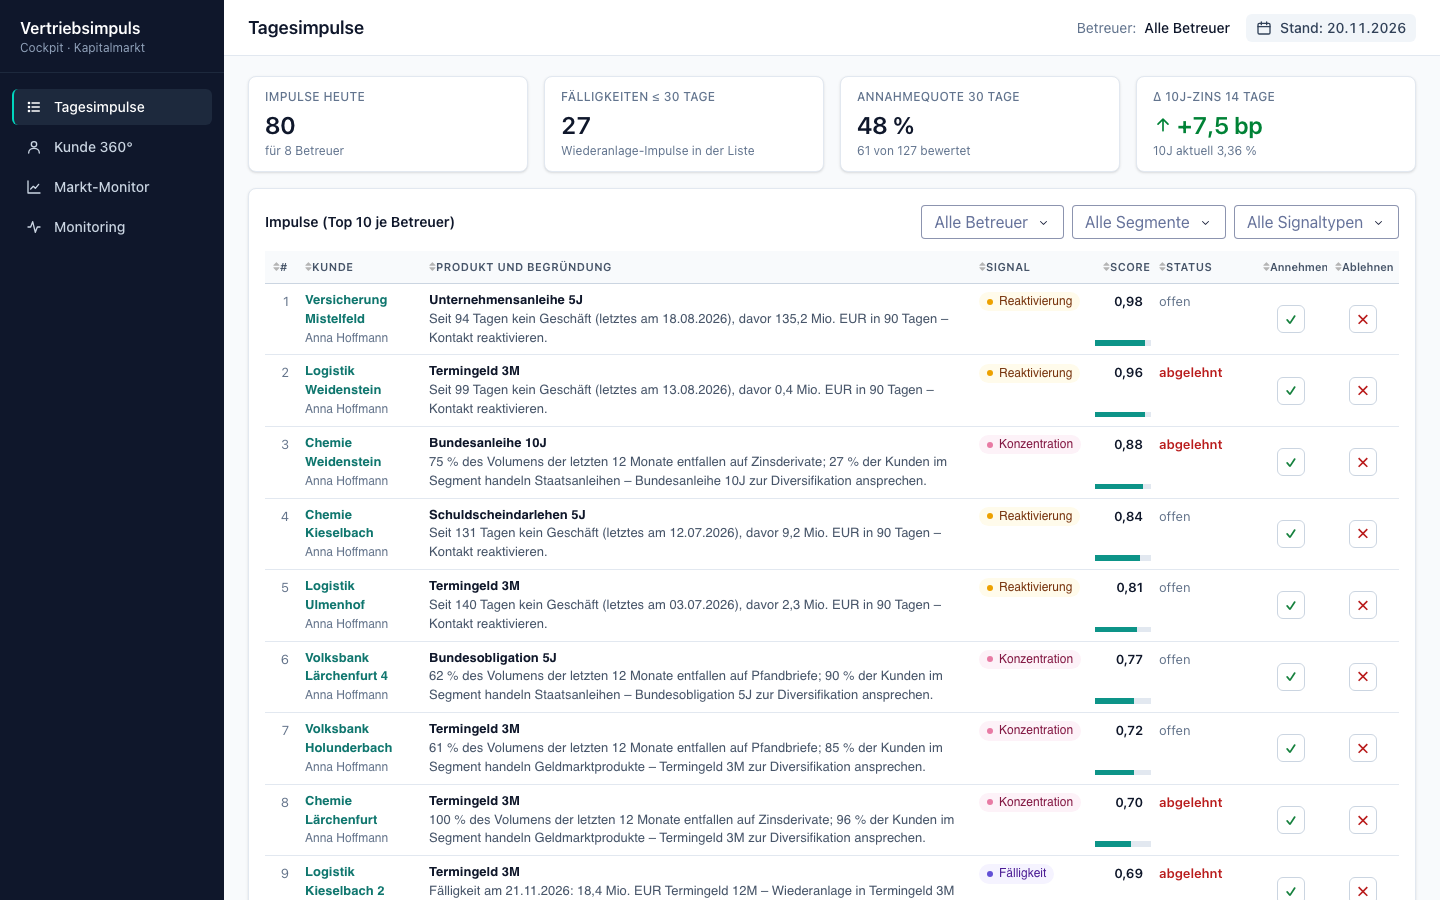 Vertriebsimpuls
Cockpit · Kapitalmarkt
Tagesimpulse
Kunde 360°
Markt-Monitor
Monitoring
Tagesimpulse
Betreuer: Alle Betreuer
Stand: 20.11.2026
IMPULSE HEUTE
80
für 8 Betreuer
FÄLLIGKEITEN ≤ 30 TAGE
27
Wiederanlage-Impulse in der Liste
ANNAHMEQUOTE 30 TAGE
48 %
61 von 127 bewertet
Δ 10J-ZINS 14 TAGE
↑ +7,5 bp
10J aktuell 3,36 %
Impulse (Top 10 je Betreuer)
Alle Betreuer
Alle Segmente
Alle Signaltypen
# KUNDE PRODUKT UND BEGRÜNDUNG SIGNAL SCORE STATUS Annehmen Ablehnen
1
Versicherung
Mistelfeld
Anna Hoffmann
Unternehmensanleihe 5J
Seit 94 Tagen kein Geschäft (letztes am 18.08.2026), davor 135,2 Mio. EUR in 90 Tagen –
Kontakt reaktivieren.
Reaktivierung
0,98
offen
2
Logistik
Weidenstein
Anna Hoffmann
Termingeld 3M
Seit 99 Tagen kein Geschäft (letztes am 13.08.2026), davor 0,4 Mio. EUR in 90 Tagen –
Kontakt reaktivieren.
Reaktivierung
0,96
abgelehnt
3
Chemie
Weidenstein
Anna Hoffmann
Bundesanleihe 10J
75 % des Volumens der letzten 12 Monate entfallen auf Zinsderivate; 27 % der Kunden im
Segment handeln Staatsanleihen – Bundesanleihe 10J zur Diversifikation ansprechen.
Konzentration
0,88
abgelehnt
4
Chemie
Kieselbach
Anna Hoffmann
Schuldscheindarlehen 5J
Seit 131 Tagen kein Geschäft (letztes am 12.07.2026), davor 9,2 Mio. EUR in 90 Tagen –
Kontakt reaktivieren.
Reaktivierung
0,84
offen
5
Logistik
Ulmenhof
Anna Hoffmann
Termingeld 3M
Seit 140 Tagen kein Geschäft (letztes am 03.07.2026), davor 2,3 Mio. EUR in 90 Tagen –
Kontakt reaktivieren.
Reaktivierung
0,81
offen
6
Volksbank
Lärchenfurt 4
Anna Hoffmann
Bundesobligation 5J
62 % des Volumens der letzten 12 Monate entfallen auf Pfandbriefe; 90 % der Kunden im
Segment handeln Staatsanleihen – Bundesobligation 5J zur Diversifikation ansprechen.
Konzentration
0,77
offen
7
Volksbank
Holunderbach
Anna Hoffmann
Termingeld 3M
61 % des Volumens der letzten 12 Monate entfallen auf Pfandbriefe; 85 % der Kunden im
Segment handeln Geldmarktprodukte – Termingeld 3M zur Diversifikation ansprechen.
Konzentration
0,72
offen
8
Chemie
Lärchenfurt
Anna Hoffmann
Termingeld 3M
100 % des Volumens der letzten 12 Monate entfallen auf Zinsderivate; 96 % der Kunden im
Segment handeln Geldmarktprodukte – Termingeld 3M zur Diversifikation ansprechen.
Konzentration
0,70
abgelehnt
9
Logistik
Kieselbach 2
Termingeld 3M
Fälligkeit am 21.11.2026: 18,4 Mio. EUR Termingeld 12M – Wiederanlage in Termingeld 3M
Fälligkeit
0,69
abgelehnt